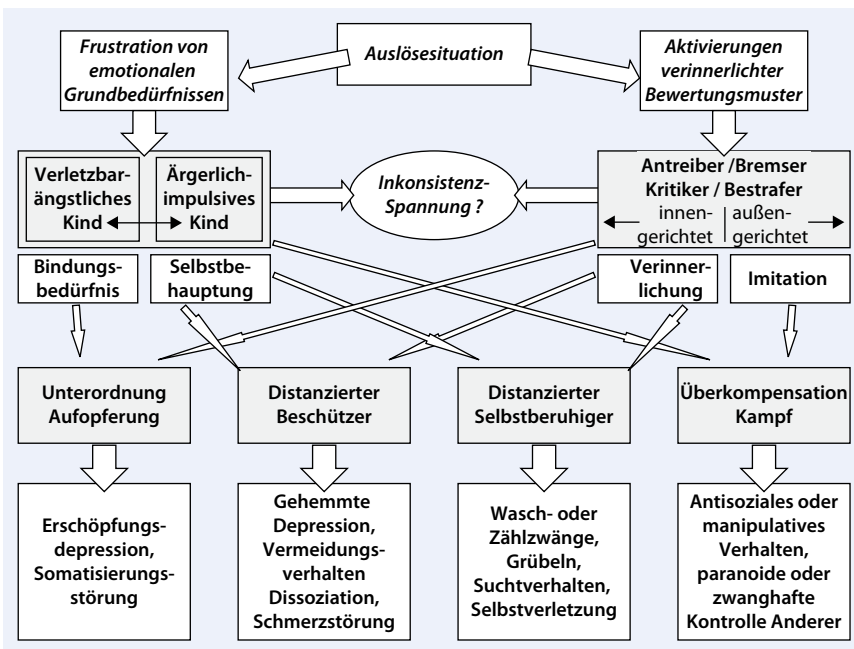 Frustration von
emotionalen
Grundbedürfnissen
Auslösesituation
Aktivierungen
verinnerlichter
Bewertungsmuster
Verletzbar-
ängstliches
Kind
Ärgerlich-
impulsives
Kind
Inkonsistenz-
Spannung ?
Antreiber /Bremser
Kritiker / Bestrafer
innen-
gerichtet
außen-
gerichtet
Bindungs-
bedürfnis
Selbstbe-
hauptung
Verinner-
lichung
Imitation
Unterordnung
Aufopferung
Distanzierter
Beschützer
Distanzierter
Selbstberuhiger
Überkompensation
Kampf
Erschöpfungs-
depression,
Somatisierungs-
störung
Gehemmte
Depression,
Vermeidungs-
verhalten
Dissoziation,
Schmerzstörung
Wasch- oder
Zählzwänge,
Grübeln,
Suchtverhalten,
Selbstverletzung
Antisoziales oder
manipulatives
Verhalten,
paranoide oder
zwanghafte
Kontrolle Anderer